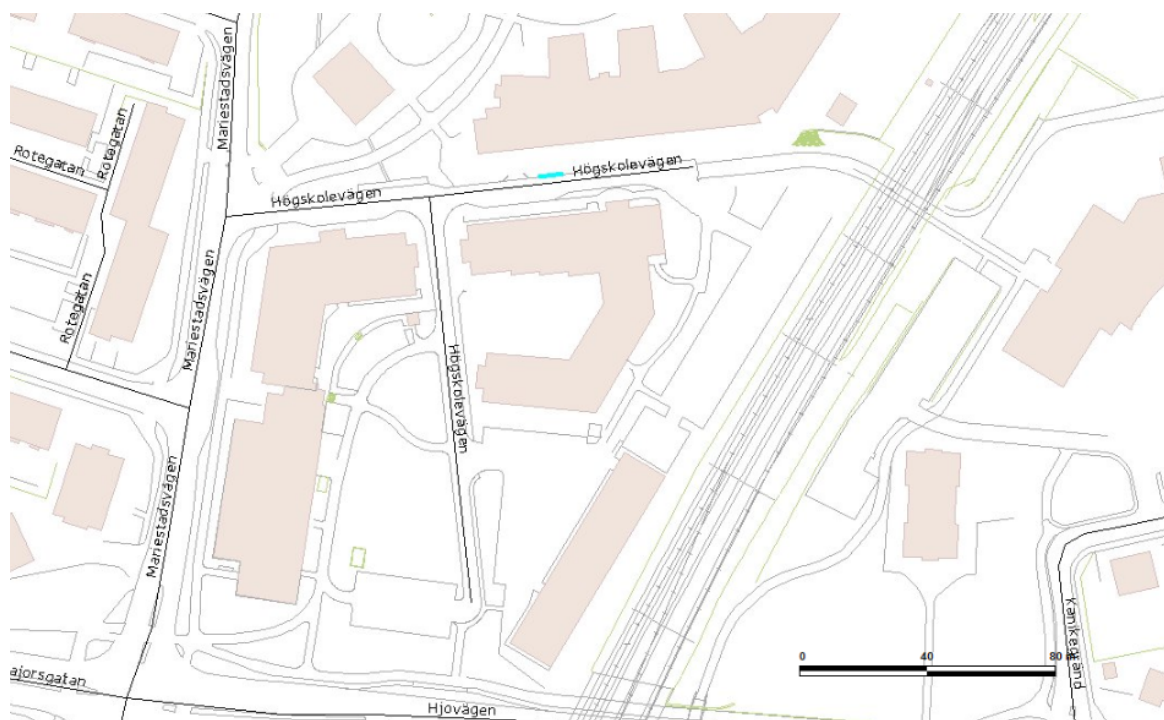 Mariestadsvägen
Rotegatan
Rotegatan
Högskolevägen
Högskolevägen
Mariestadsvägen
Rotegatan
Högskolevägen
Mariestadsvägen
Kanikegränd
0 40 80 m
ajorsgatan
Hjovägen